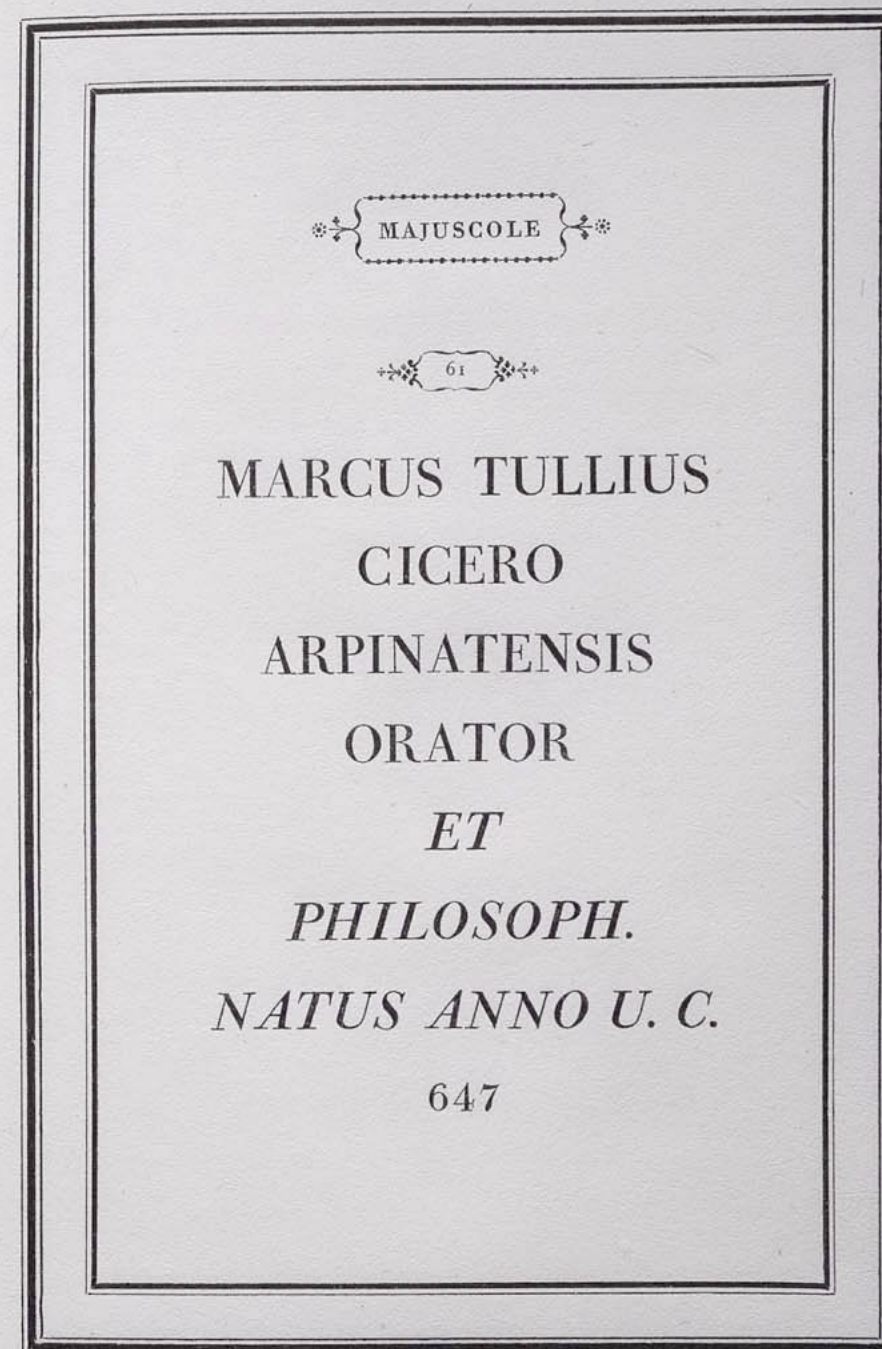 MAJUSCOLE
61
MARCUS TULLIUS
CICERO
ARPINATENSIS
ORATOR
ET
PHILOSOPH.
NATUS ANNO U. C.
647